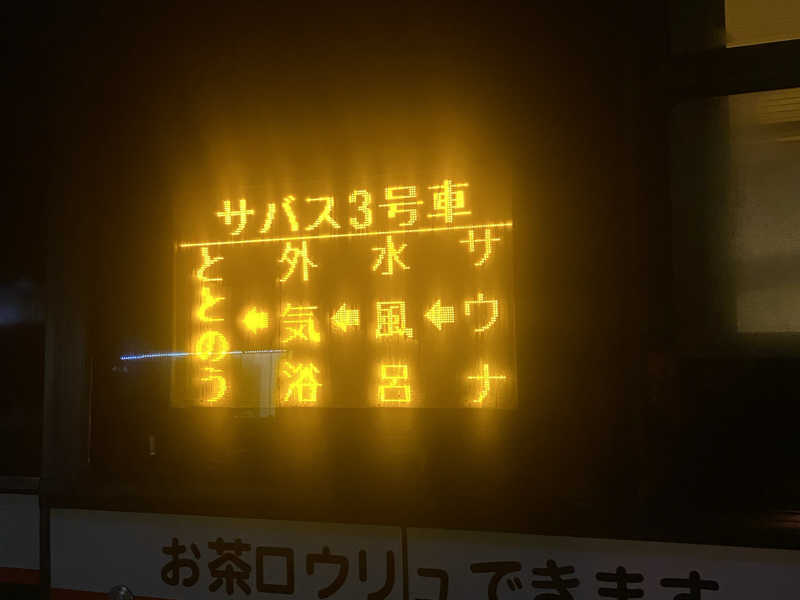 サバス3号車
サウナ
←
水風呂
←
外気浴
←
ととのう
お茶ロウリュできます